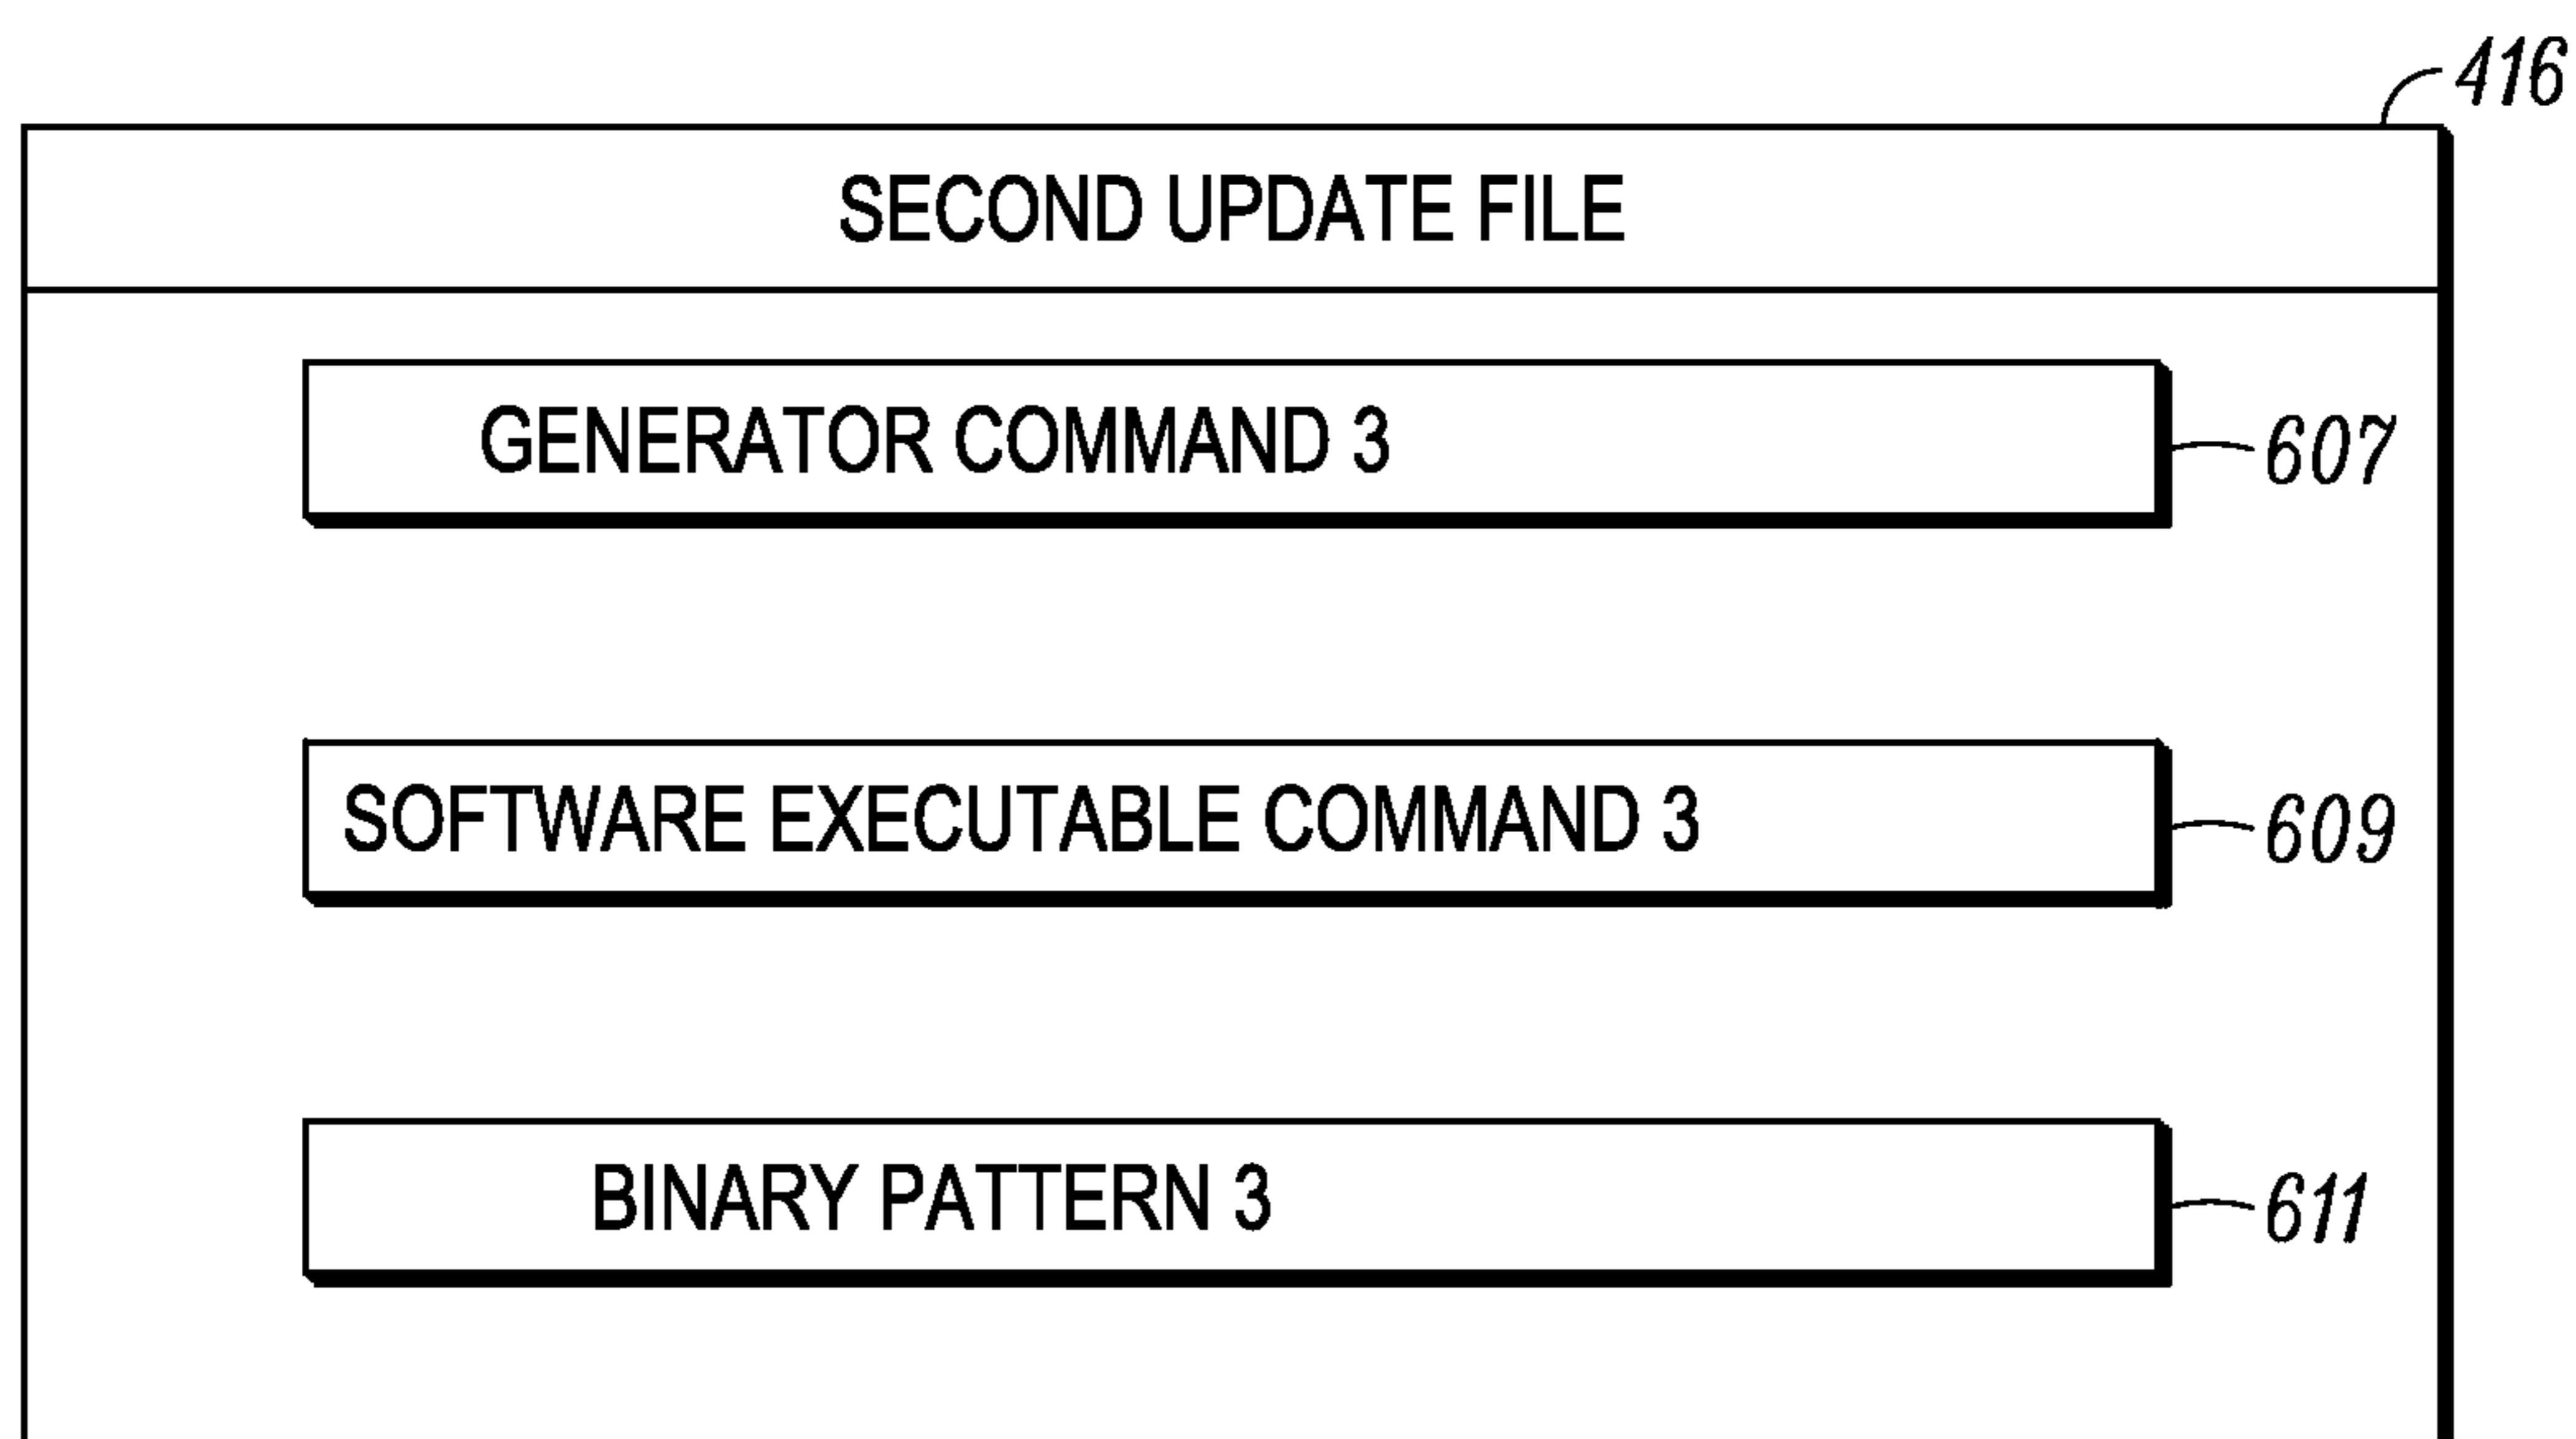 416
SECOND UPDATE FILE
GENERATOR COMMAND 3
607
SOFTWARE EXECUTABLE COMMAND 3
609
BINARY PATTERN 3
611